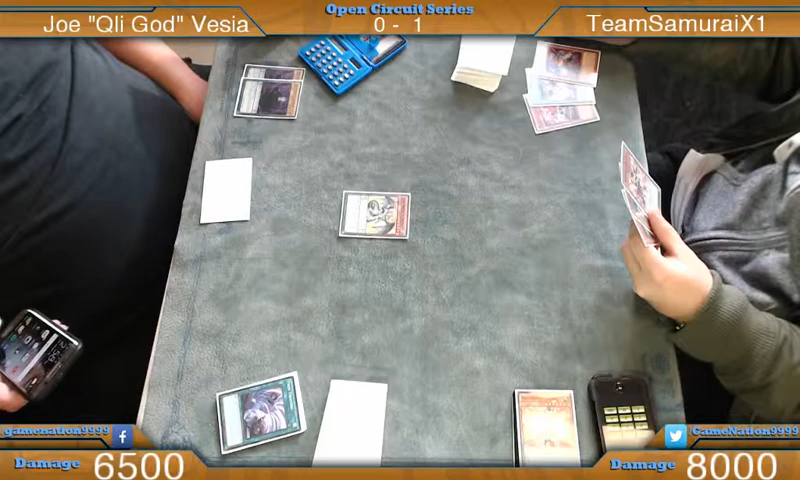 Open Circuit Series
Joe "Qli God" Vesia
0 - 1
TeamSamuraiX1
gamenation9999
GameNation9999
Damage 6500
Damage 8000